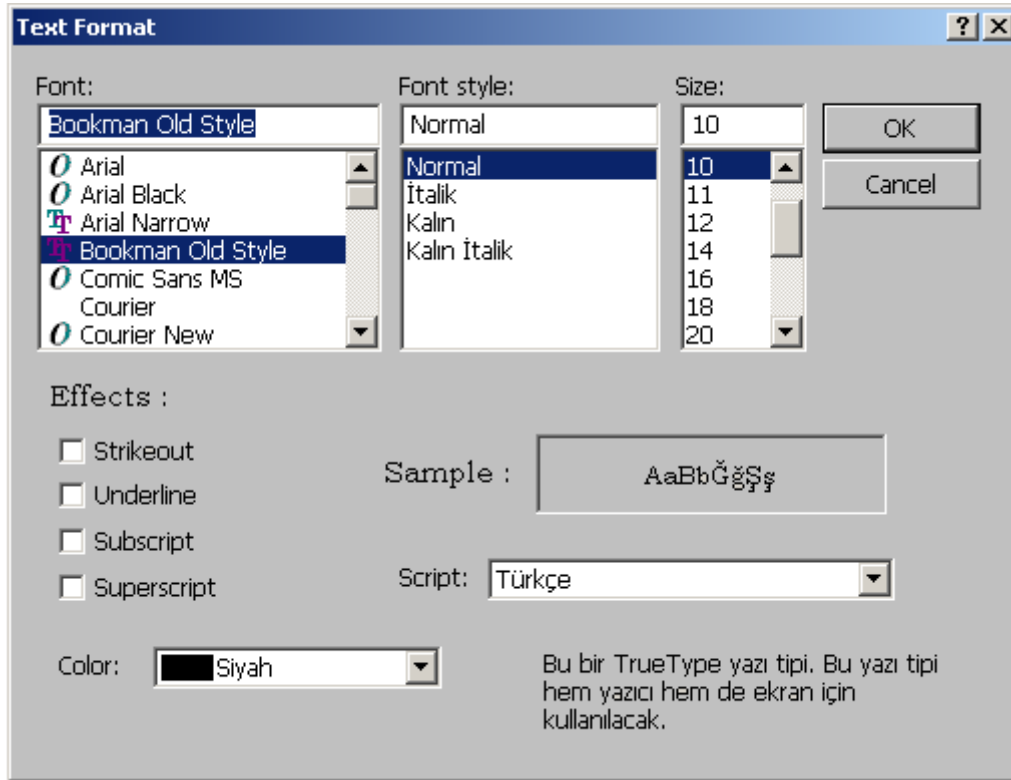 Text Format
Font:
Font style:
Size:
Bookman Old Style
Normal
10
OK
Arial
Arial Black
Arial Narrow
Bookman Old Style
Comic Sans MS
Courier
Courier New
Normal
İtalik
Kalın
Kalın İtalik
10
11
12
14
16
18
20
Cancel
Effects :
Strikeout
Underline
Subscript
Superscript
Sample :
AaBbĞğŞş
Script:
Türkçe
Color:
Siyah
Bu bir TrueType yazı tipi. Bu yazı tipi
hem yazıcı hem de ekran için
kullanılacak.